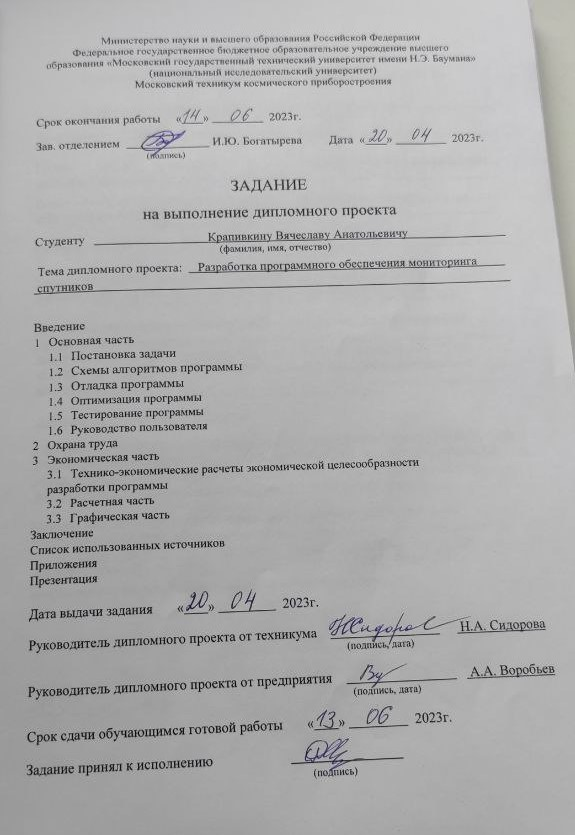 Министерство науки и высшего образования Российской Федерации
Федеральное государственное бюджетное образовательное учреждение высшего
образования «Московский государственный технический университет имени Н.Э. Баумана»
(национальный исследовательский университет)
Московский техникум космического приборостроения
Срок окончания работы «14» 06 2023г.
Зав. отделением И.Ю. Богатырева Дата «20» 04 2023г.
(подпись)
ЗАДАНИЕ
на выполнение дипломного проекта
Студенту Крапивкину Вячеславу Анатольевичу
(фамилия, имя, отчество)
Тема дипломного проекта: Разработка программного обеспечения мониторинга
спутников
Введение
1 Основная часть
1.1 Постановка задачи
1.2 Схемы алгоритмов программы
1.3 Отладка программы
1.4 Оптимизация программы
1.5 Тестирование программы
1.6 Руководство пользователя
2 Охрана труда
3 Экономическая часть
3.1 Технико-экономические расчеты экономической целесообразности
разработки программы
3.2 Расчетная часть
3.3 Графическая часть
Заключение
Список использованных источников
Приложения
Презентация
Дата выдачи задания «20» 04 2023г.
Руководитель дипломного проекта от техникума НСидоров Н.А. Сидорова
(подпись, дата)
Руководитель дипломного проекта от предприятия А.А. Воробьев
(подпись, дата)
Срок сдачи обучающимся готовой работы «13» 06 2023г.
Задание принял к исполнению
(подпись)